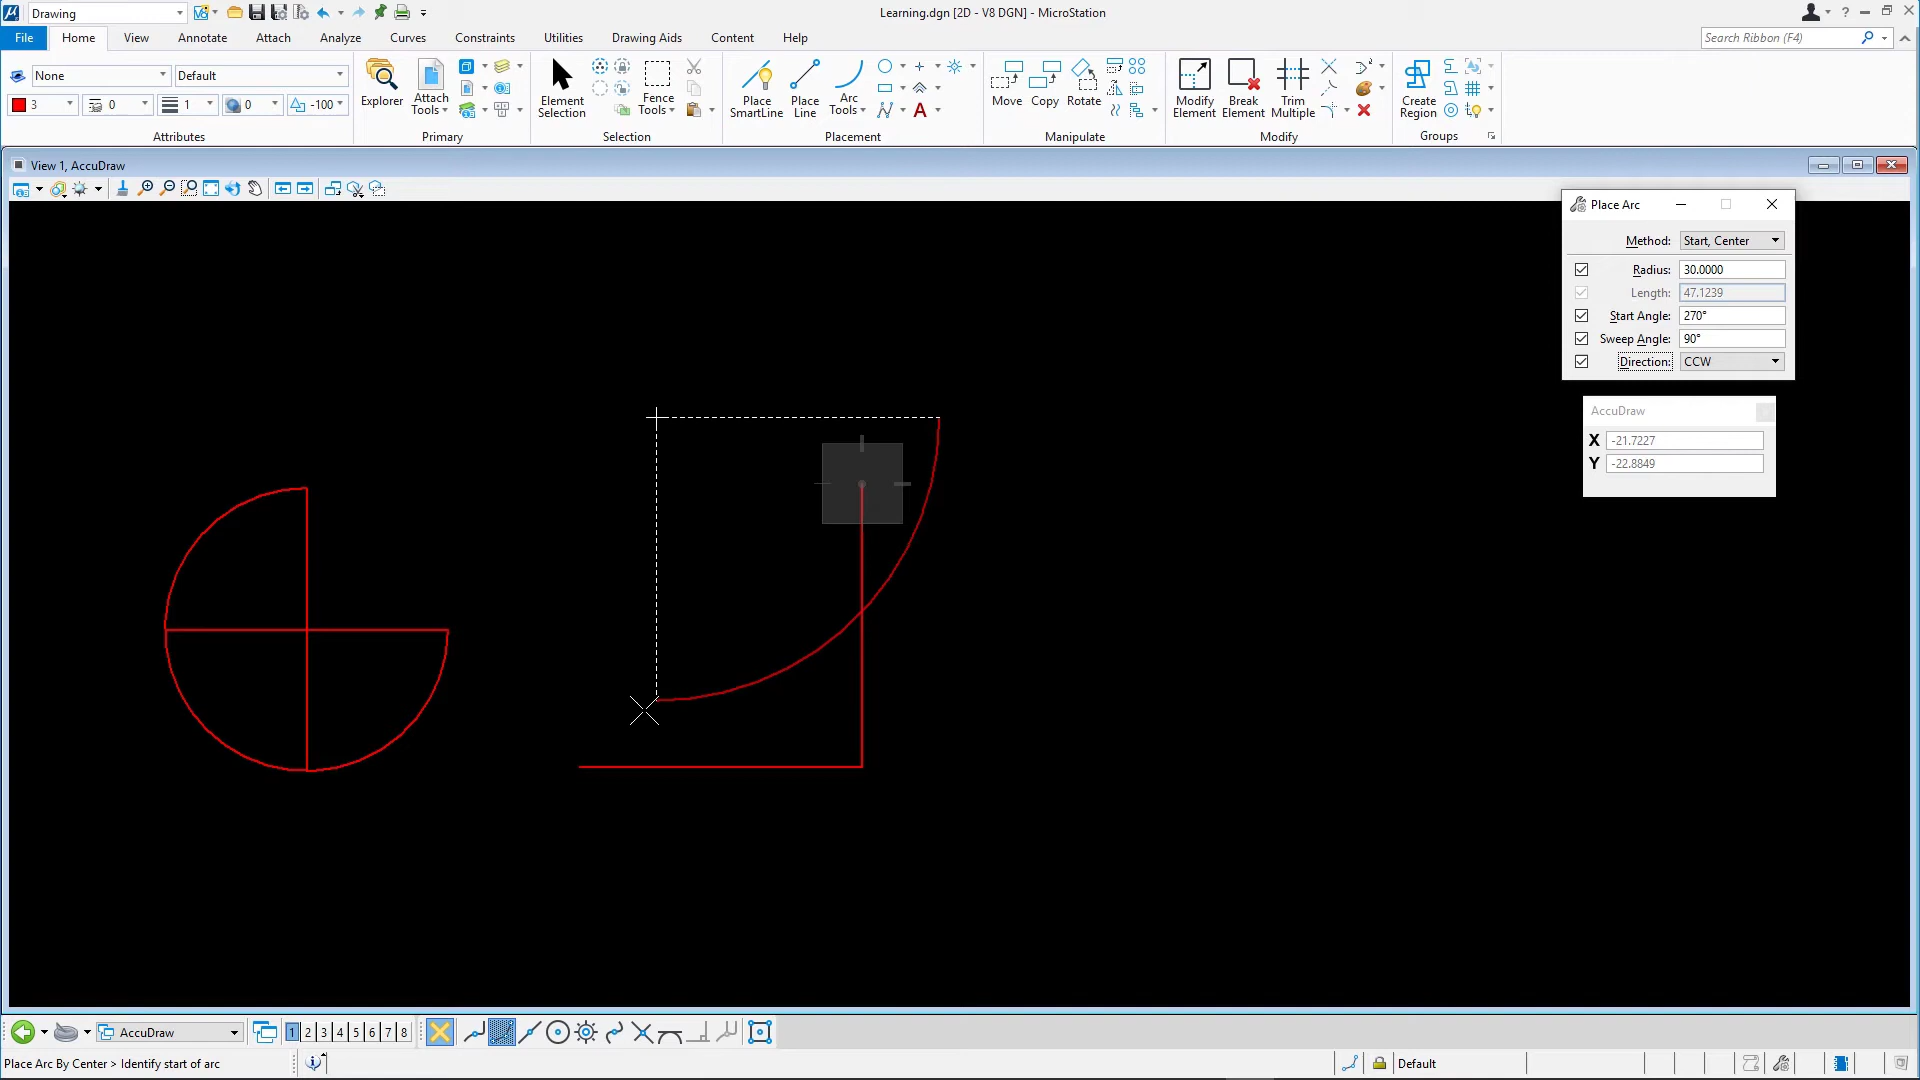 Drawing
Learning.dgn [2D - V8 DGN] - MicroStation
File Home View Annotate Attach Analyze Curves Constraints Utilities Drawing Aids Content Help
Search Ribbon (F4)
None Default
3 0 1 0 -100
Attributes
Explorer
Attach Tools
Primary
Element Selection
Fence Tools
Selection
Place SmartLine
Place Line
Arc Tools
Placement
Move
Copy
Rotate
Manipulate
Modify Element
Break Element
Trim Multiple
Modify
Create Region
Groups
View 1, AccuDraw
Place Arc
Method: Start, Center
Radius: 30.0000
Length: 47.1239
Start Angle: 270°
Sweep Angle: 90°
Direction: CCW
AccuDraw
X -21.7227
Y -22.8849
AccuDraw
1 2 3 4 5 6 7 8
Place Arc By Center > Identify start of arc
Default